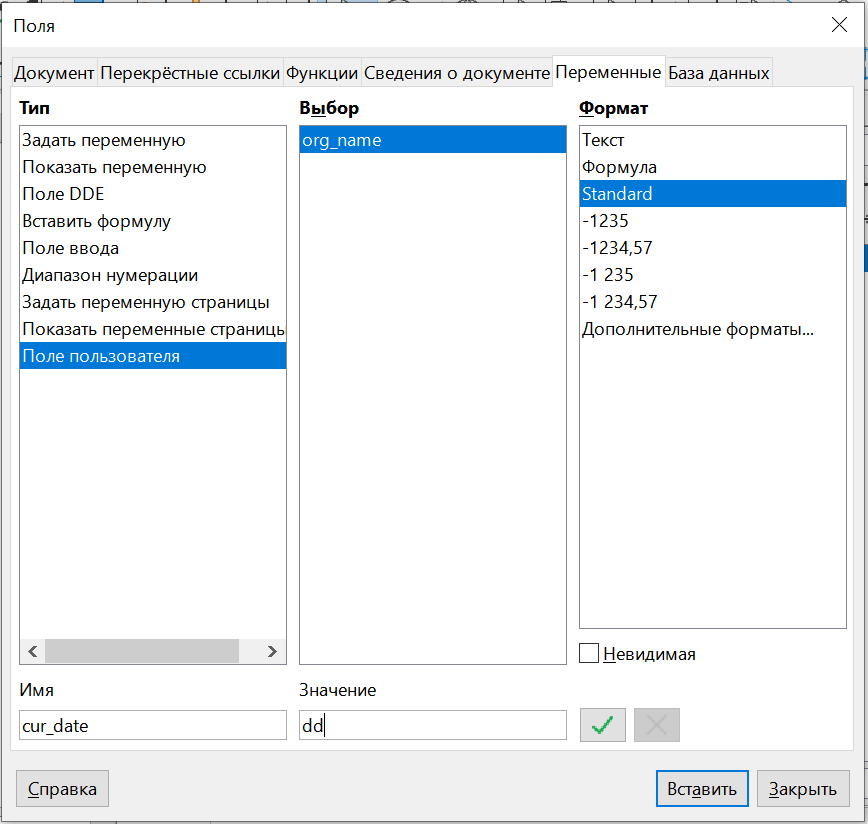 Поля
Документ Перекрёстные ссылки Функции Сведения о документе Переменные База данных
Тип
Задать переменную
Показать переменную
Поле DDE
Вставить формулу
Поле ввода
Диапазон нумерации
Задать переменную страницы
Показать переменные страницы
Поле пользователя
Выбор
org_name
Формат
Текст
Формула
Standard
-1235
-1234,57
-1 235
-1 234,57
Дополнительные форматы...
Невидимая
Имя
cur_date
Значение
dd
Справка
Вставить
Закрыть